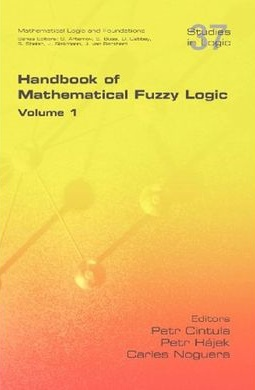 Mathematical Logic and Foundations
Studies
in Logic
37
Handbook of
Mathematical Fuzzy Logic
Volume 1
Editors
Petr Cintula
Petr Hájek
Carles Noguera